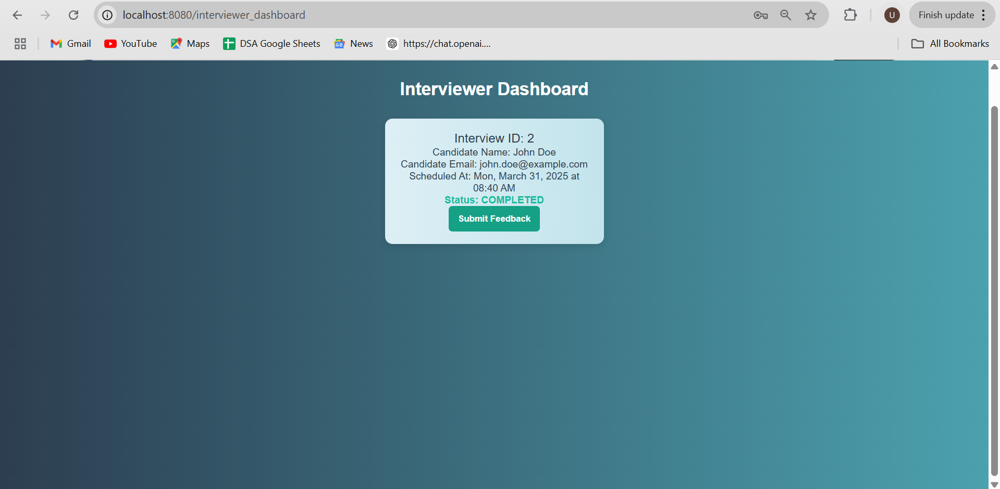 localhost:8080/interviewer_dashboard
U
Finish update
Gmail
YouTube
Maps
DSA Google Sheets
News
https://chat.openai....
All Bookmarks
Interviewer Dashboard
Interview ID: 2
Candidate Name: John Doe
Candidate Email: john.doe@example.com
Scheduled At: Mon, March 31, 2025 at
08:40 AM
Status: COMPLETED
Submit Feedback